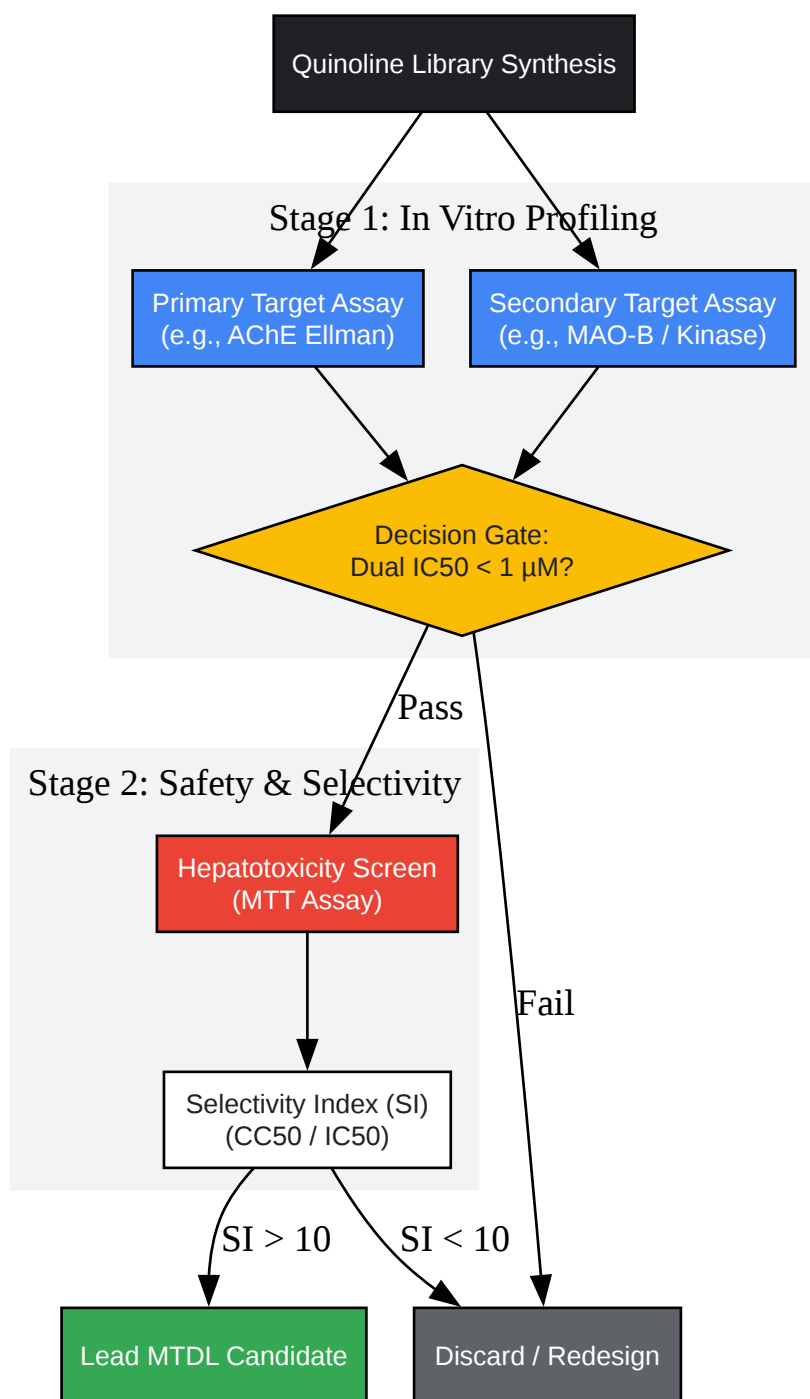 Quinoline Library Synthesis
Stage 1: In Vitro Profiling
Primary Target Assay
(e.g., AChE Ellman)
Secondary Target Assay
(e.g., MAO-B / Kinase)
Decision Gate:
Dual IC50 < 1 µM?
Pass
Stage 2: Safety & Selectivity
Hepatotoxicity Screen
(MTT Assay)
Fail
Selectivity Index (SI)
(CC50 / IC50)
SI > 10
SI < 10
Lead MTDL Candidate
Discard / Redesign